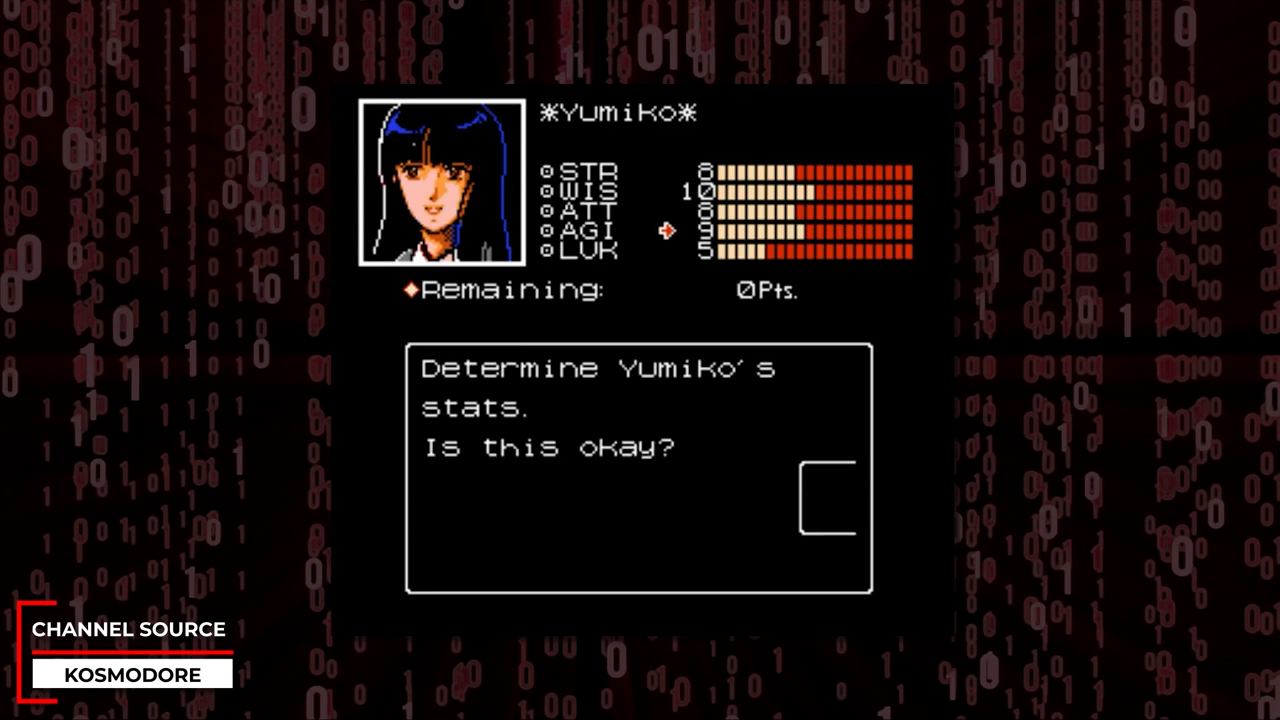 *Yumiko*
STR 8
WIS 10
ATT 8
AGI 9
LUK 5
Remaining: 0Pts.
Determine Yumiko's
stats.
Is this okay?
CHANNEL SOURCE
KOSMODORE